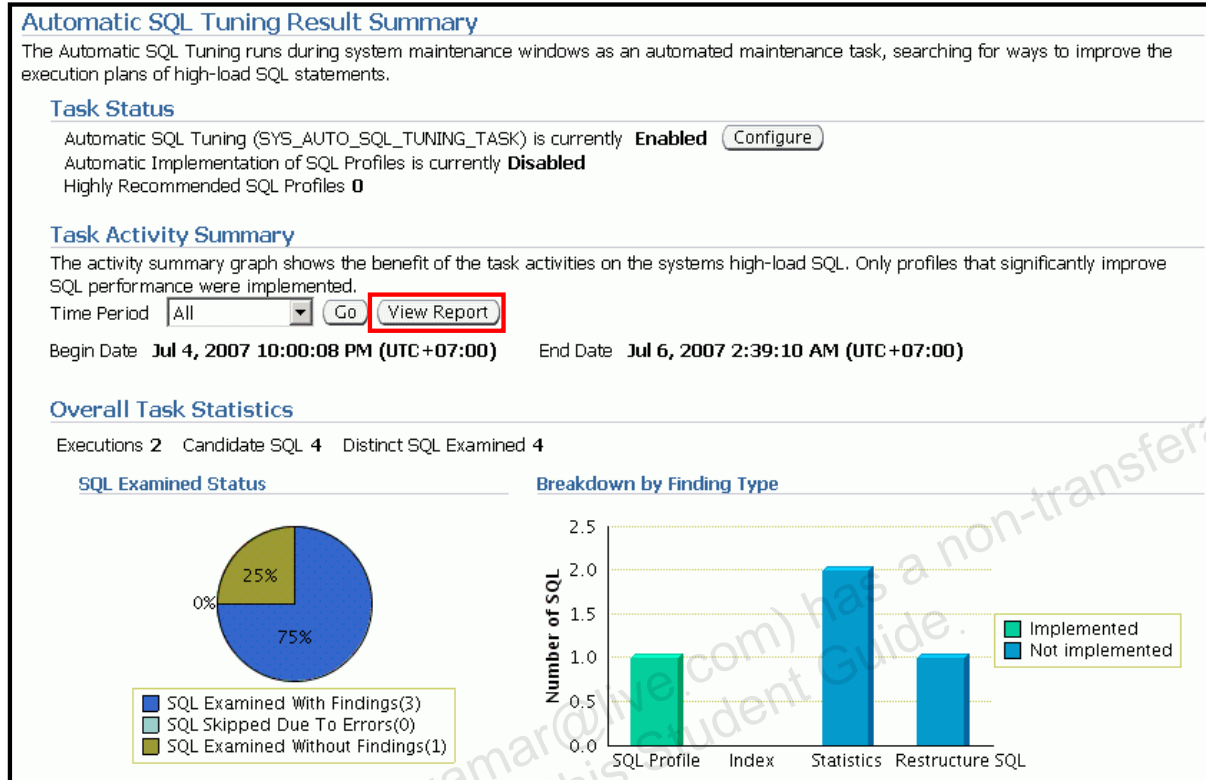 Automatic SQL Tuning Result Summary
The Automatic SQL Tuning runs during system maintenance windows as an automated maintenance task, searching for ways to improve the
execution plans of high-load SQL statements.
Task Status
Automatic SQL Tuning (SYS_AUTO_SQL_TUNING_TASK) is currently Enabled Configure
Automatic Implementation of SQL Profiles is currently Disabled
Highly Recommended SQL Profiles 0
Task Activity Summary
The activity summary graph shows the benefit of the task activities on the systems high-load SQL. Only profiles that significantly improve
SQL performance were implemented.
Time Period All Go View Report
Begin Date Jul 4, 2007 10:00:08 PM (UTC+07:00) End Date Jul 6, 2007 2:39:10 AM (UTC+07:00)
Overall Task Statistics
Executions 2 Candidate SQL 4 Distinct SQL Examined 4
SQL Examined Status
25%
0%
75%
SQL Examined With Findings(3)
SQL Skipped Due To Errors(0)
SQL Examined Without Findings(1)
Breakdown by Finding Type
Number of SQL
2.5
2.0
1.5
1.0
0.5
0.0
SQL Profile Index Statistics Restructure SQL
Implemented
Not implemented
amar@live.com) has a non-transfera
his Student Guide.